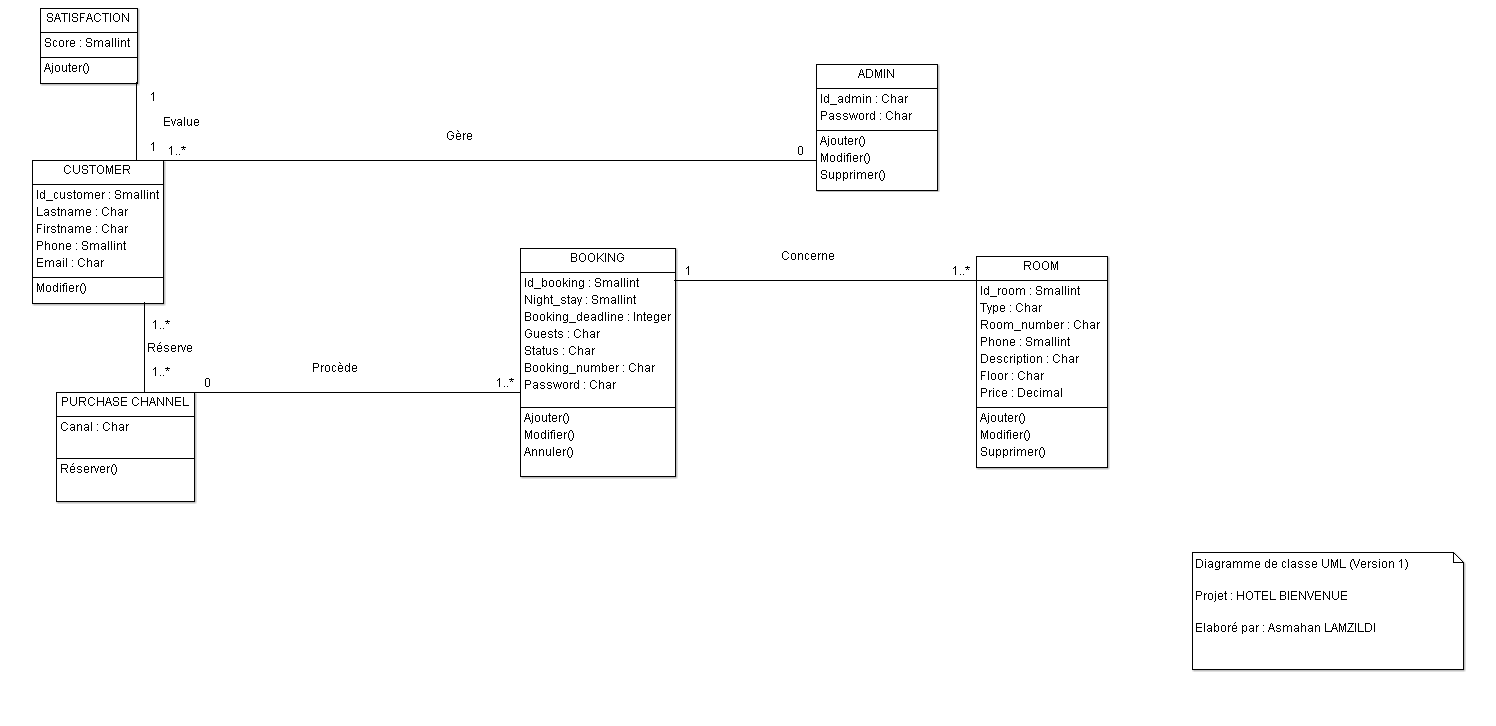 SATISFACTION
Score : Smallint
Ajouter()
1
Evalue
1
1..*
Gère
0
ADMIN
Id_admin : Char
Password : Char
Ajouter()
Modifier()
Supprimer()
CUSTOMER
Id_customer : Smallint
Lastname : Char
Firstname : Char
Phone : Smallint
Email : Char
Modifier()
1..*
Réserve
1..*
PURCHASE CHANNEL
Canal : Char
Réserver()
0
Procède
1..*
BOOKING
Id_booking : Smallint
Night_stay : Smallint
Booking_deadline : Integer
Guests : Char
Status : Char
Booking_number : Char
Password : Char
Ajouter()
Modifier()
Annuler()
1
Concerne
1..*
ROOM
Id_room : Smallint
Type : Char
Room_number : Char
Phone : Smallint
Description : Char
Floor : Char
Price : Decimal
Ajouter()
Modifier()
Supprimer()
Diagramme de classe UML (Version 1)
Projet : HOTEL BIENVENUE
Elaboré par : Asmahan LAMZILDI